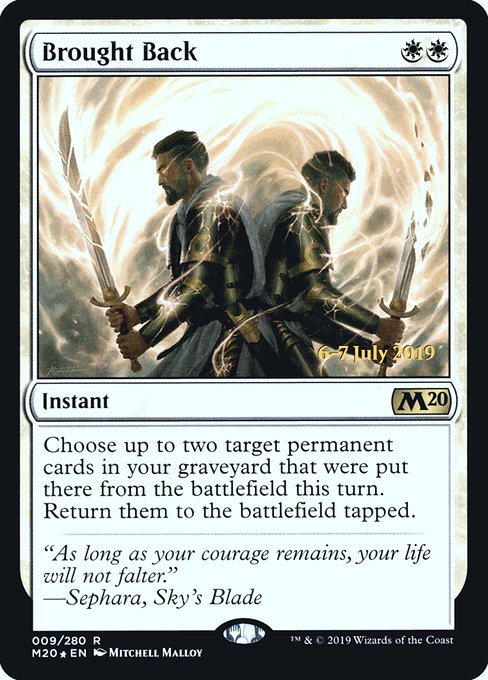 Brought Back
6–7 July 2019
Instant
M20
Choose up to two target permanent
cards in your graveyard that were put
there from the battlefield this turn.
Return them to the battlefield tapped.
“As long as your courage remains, your life
will not falter.”
—Sephara, Sky’s Blade
009/280 R
M20★EN Mitchell Malloy
™ & © 2019 Wizards of the Coast